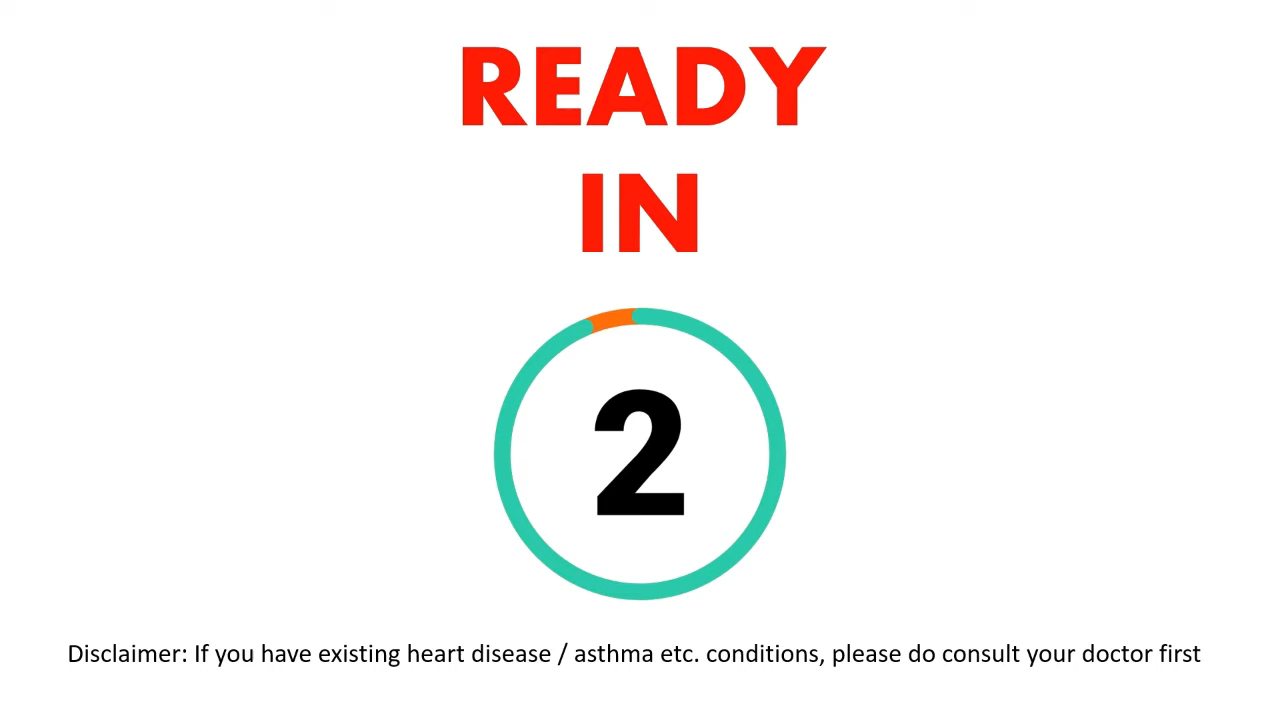 READY
IN
2
Disclaimer: If you have existing heart disease / asthma etc. conditions, please do consult your doctor first